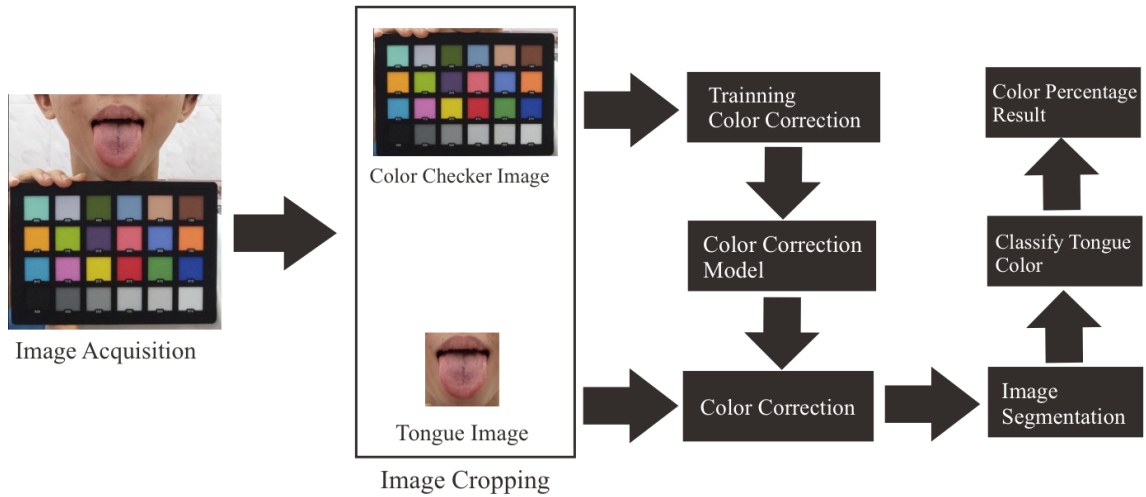 Image Acquisition
Color Checker Image
Tongue Image
Image Cropping
Trainning
Color Correction
Color Correction
Model
Color Correction
Image
Segmentation
Classify Tongue
Color
Color Percentage
Result